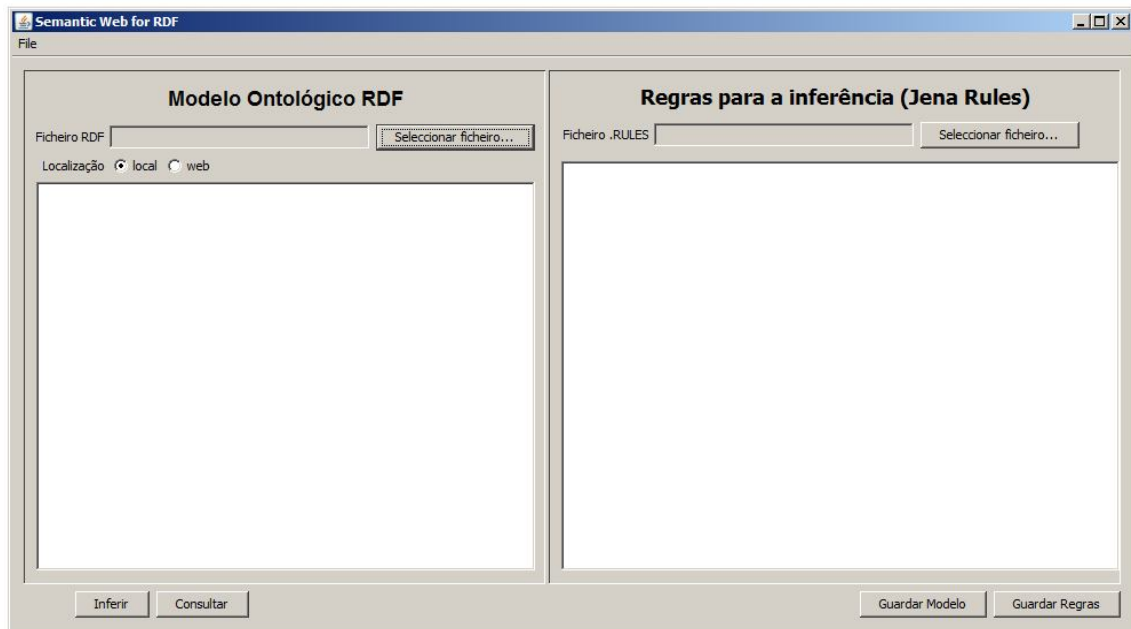 Semantic Web for RDF
File
Modelo Ontológico RDF
Ficheiro RDF Seleccionar ficheiro...
Localização local web
Regras para a inferência (Jena Rules)
Ficheiro .RULES Seleccionar ficheiro...
Inferir Consultar Guardar Modelo Guardar Regras